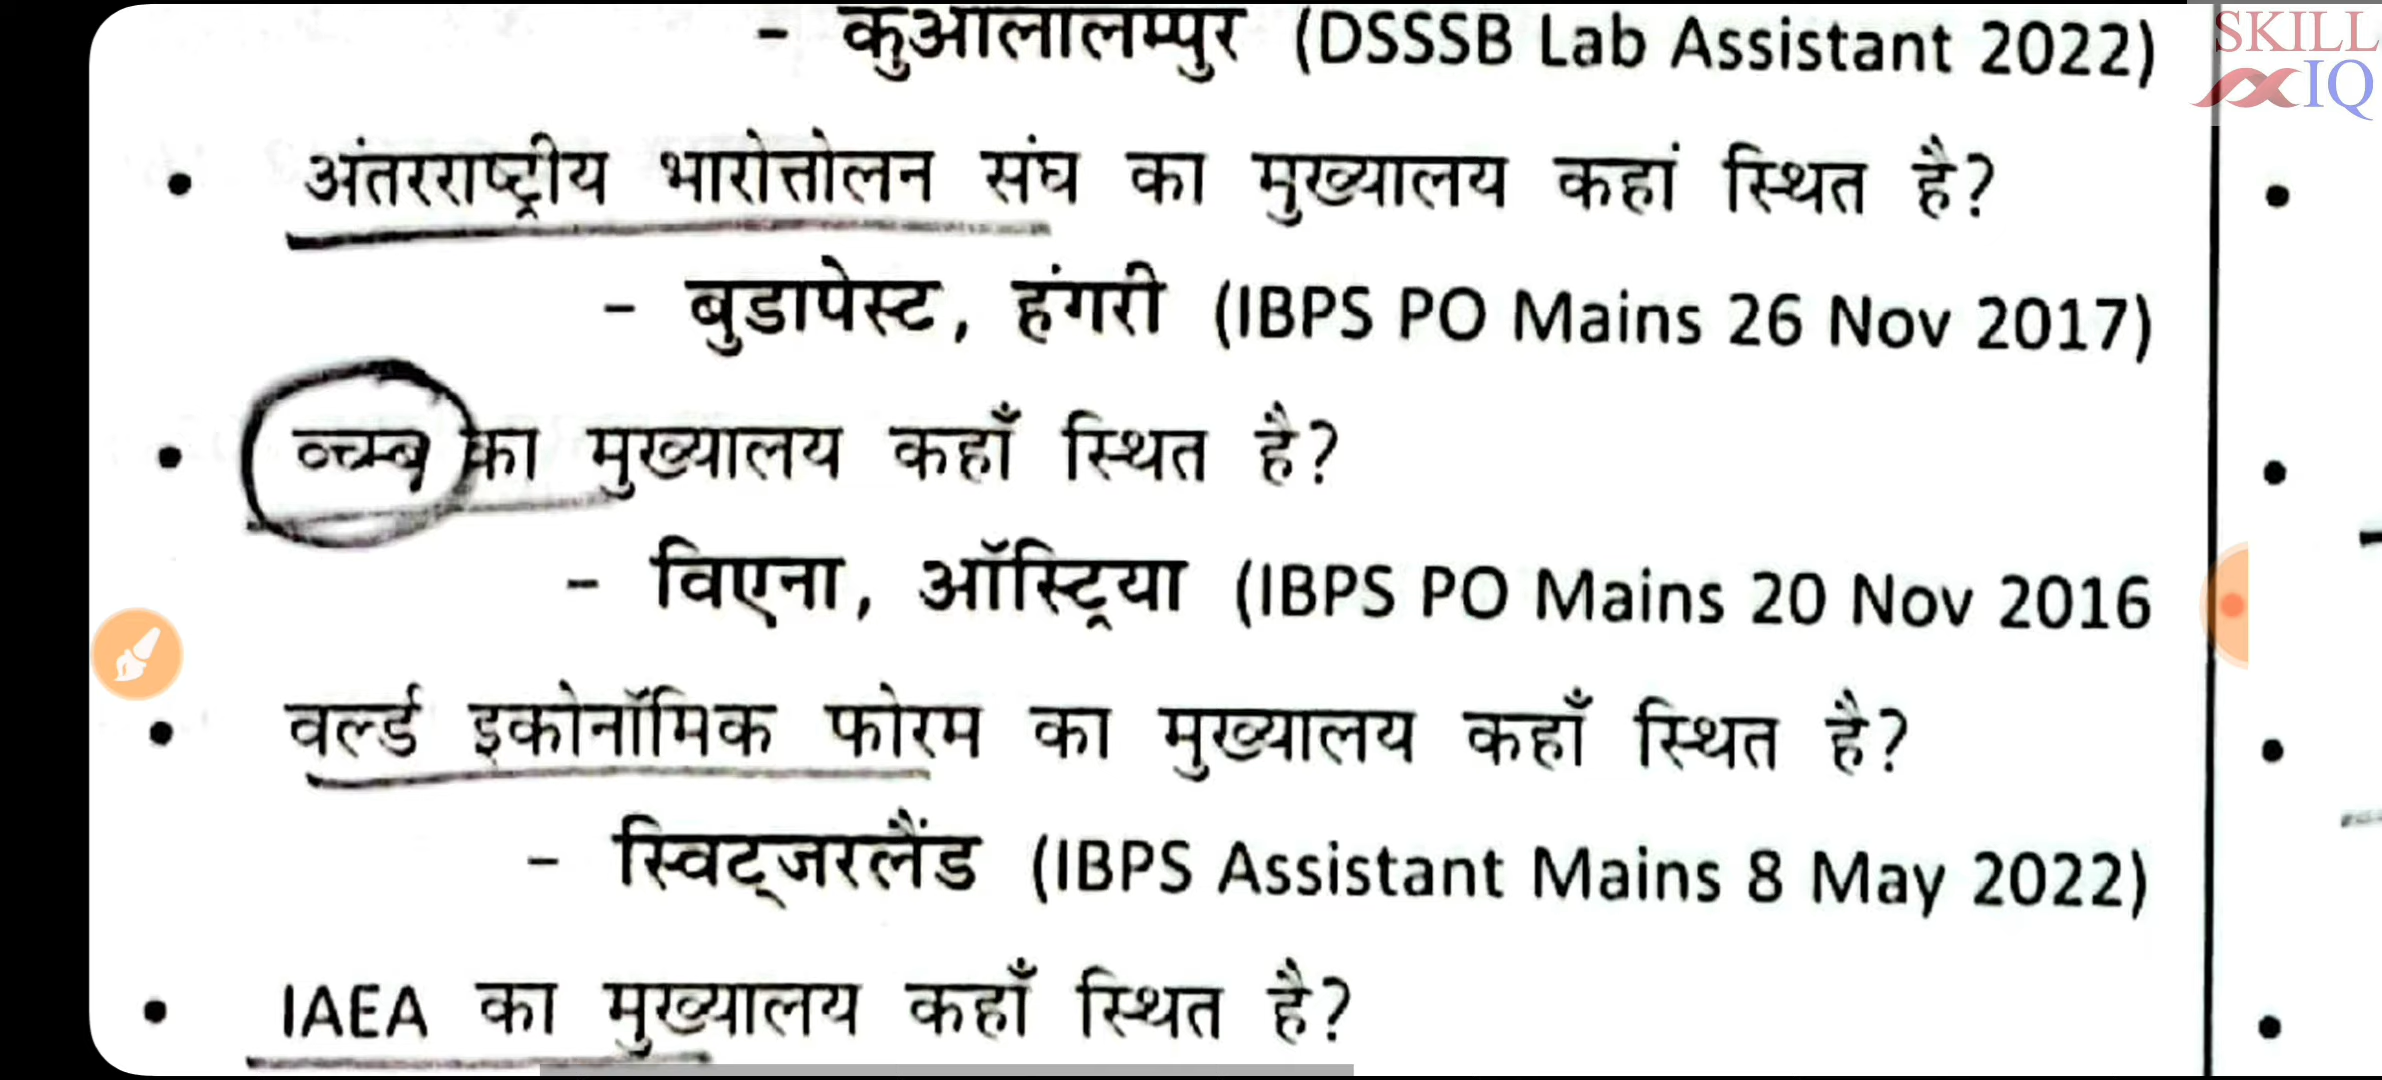 - कुआलालम्पुर (DSSSB Lab Assistant 2022)
SKILL
IQ
• अंतरराष्ट्रीय भारोत्तोलन संघ का मुख्यालय कहां स्थित है?
- बुडापेस्ट, हंगरी (IBPS PO Mains 26 Nov 2017)
• व्च्म्ब् का मुख्यालय कहाँ स्थित है?
- विएना, ऑस्ट्रिया (IBPS PO Mains 20 Nov 2016
• वर्ल्ड इकोनॉमिक फोरम का मुख्यालय कहाँ स्थित है?
- स्विट्जरलैंड (IBPS Assistant Mains 8 May 2022)
• IAEA का मुख्यालय कहाँ स्थित है?